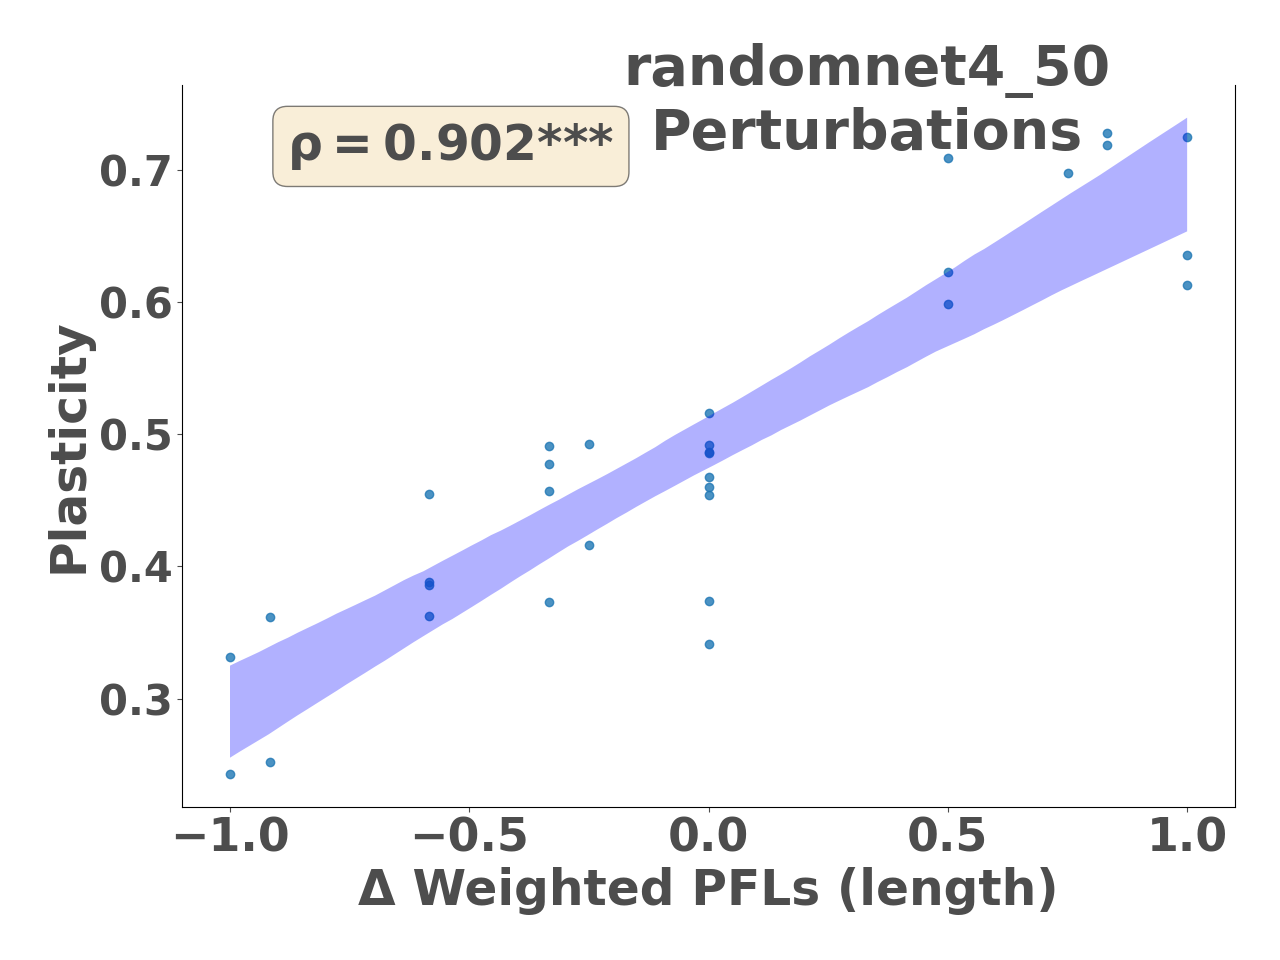 randomnet4_50
Perturbations
ρ = 0.902***
Plasticity
0.7
0.6
0.5
0.4
0.3
−1.0
−0.5
0.0
0.5
1.0
Δ Weighted PFLs (length)